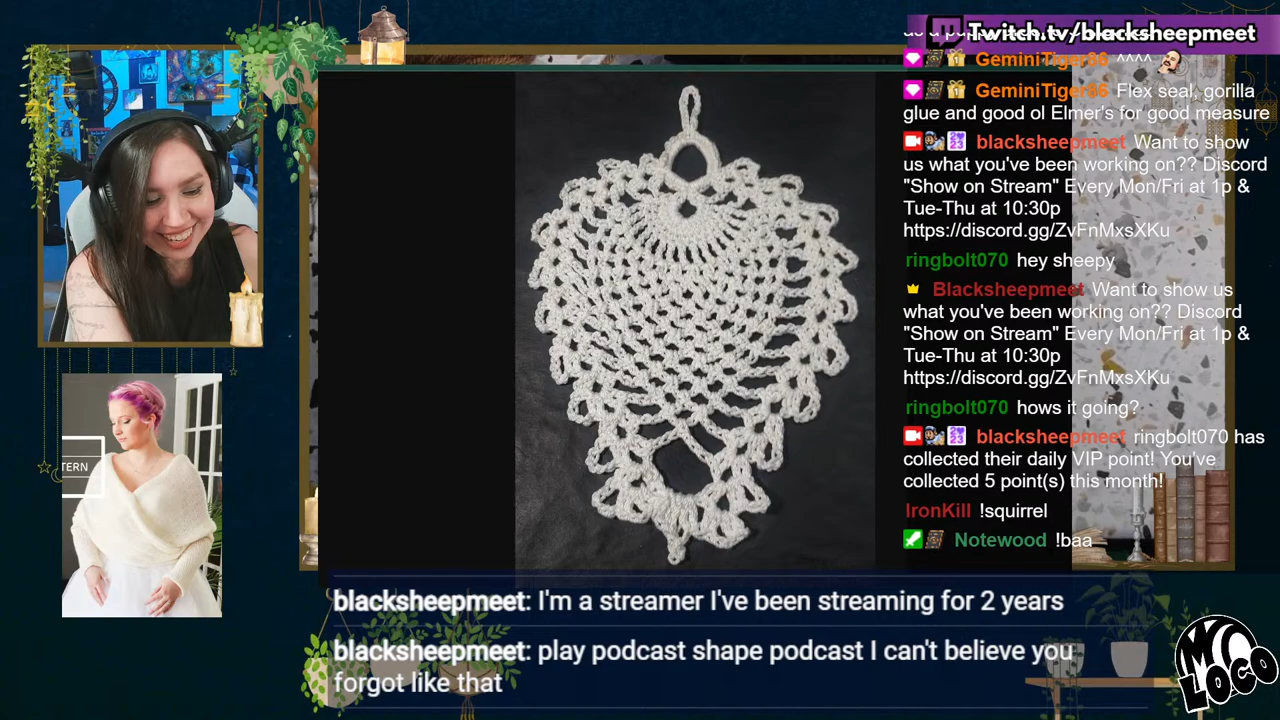 Twitch.tv/blacksheepmeet
GeminiTiger86 ^^^^
GeminiTiger86 Flex seal, gorilla
glue and good ol Elmer's for good measure
blacksheepmeet Want to show
us what you've been working on?? Discord
"Show on Stream" Every Mon/Fri at 1p &
Tue-Thu at 10:30p
https://discord.gg/ZvFnMxsXKu
ringbolt070 hey sheepy
Blacksheepmeet Want to show us
what you've been working on?? Discord
"Show on Stream" Every Mon/Fri at 1p &
Tue-Thu at 10:30p
https://discord.gg/ZvFnMxsXKu
ringbolt070 hows it going?
blacksheepmeet ringbolt070 has
collected their daily VIP point! You've
collected 5 point(s) this month!
IronKill !squirrel
Notewood !baa
TERN
blacksheepmeet: I'm a streamer I've been streaming for 2 years
blacksheepmeet: play podcast shape podcast I can't believe you
forgot like that
MC
LOCO